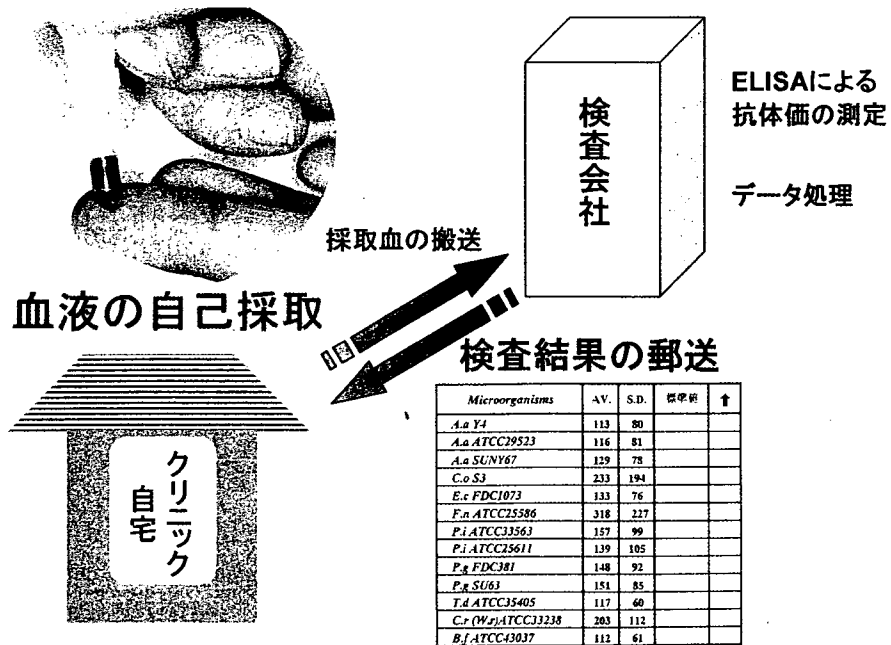 血液の自己採取
採取血の搬送
検査会社
ELISAによる
抗体価の測定
データ処理
検査結果の郵送
クリニック
自宅
Microorganisms AV. S.D. 標準値 ↑
A.a Y4 113 80
A.a ATCC29523 116 81
A.a SUNY67 129 78
C.o S3 233 194
E.c FDC1073 133 76
F.n ATCC25586 318 227
P.i ATCC33563 157 99
P.i ATCC25611 139 105
P.g FDC381 148 92
P.g SU63 151 85
T.d ATCC35405 117 60
C.r (W.r)ATCC33238 203 112
B.f ATCC43037 112 61